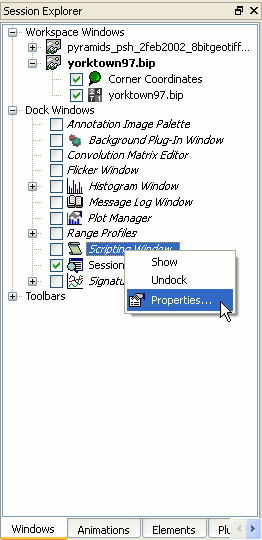 Session Explorer
Workspace Windows
pyramids_psh_2feb2002_8bitgeotiff...
yorktown97.bip
Corner Coordinates
yorktown97.bip
Dock Windows
Annotation Image Palette
Background Plug-In Window
Convolution Matrix Editor
Flicker Window
Histogram Window
Message Log Window
Plot Manager
Range Profiles
Scripting Window
Session
Signatu
Toolbars
Show
Undock
Properties...
Windows
Animations
Elements
Plu